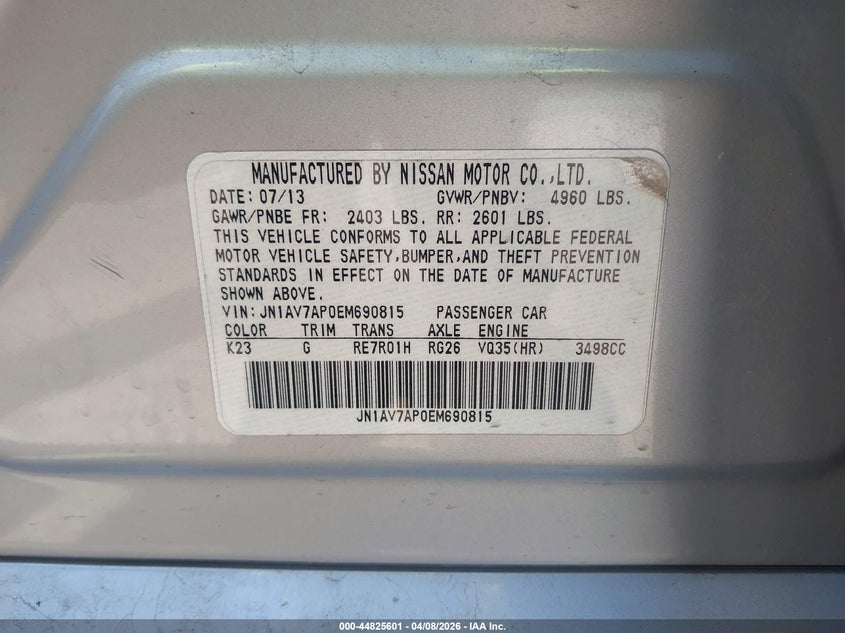 MANUFACTURED BY NISSAN MOTOR CO.,LTD.
DATE: 07/13 GVWR/PNBV: 4960 LBS.
GAWR/PNBE FR: 2403 LBS. RR: 2601 LBS.
THIS VEHICLE CONFORMS TO ALL APPLICABLE FEDERAL
MOTOR VEHICLE SAFETY,BUMPER,AND THEFT PREVENTION
STANDARDS IN EFFECT ON THE DATE OF MANUFACTURE
SHOWN ABOVE.
VIN: JN1AV7AP0EM690815 PASSENGER CAR
COLOR TRIM TRANS AXLE ENGINE
K23 G RE7R01H RG26 VQ35(HR) 3498CC
JN1AV7AP0EM690815
000-44825601 - 04/08/2026 - IAA Inc.